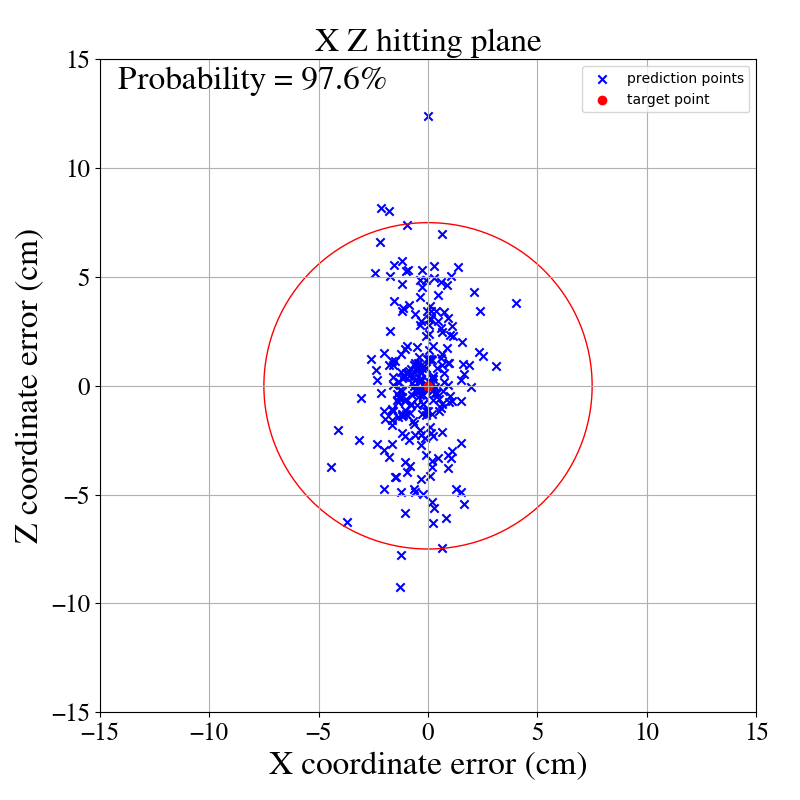 X Z hitting plane
Probability = 97.6%
prediction points
target point
Z coordinate error (cm)
15
10
5
0
−5
−10
−15
−15
−10
−5
0
5
10
15
X coordinate error (cm)